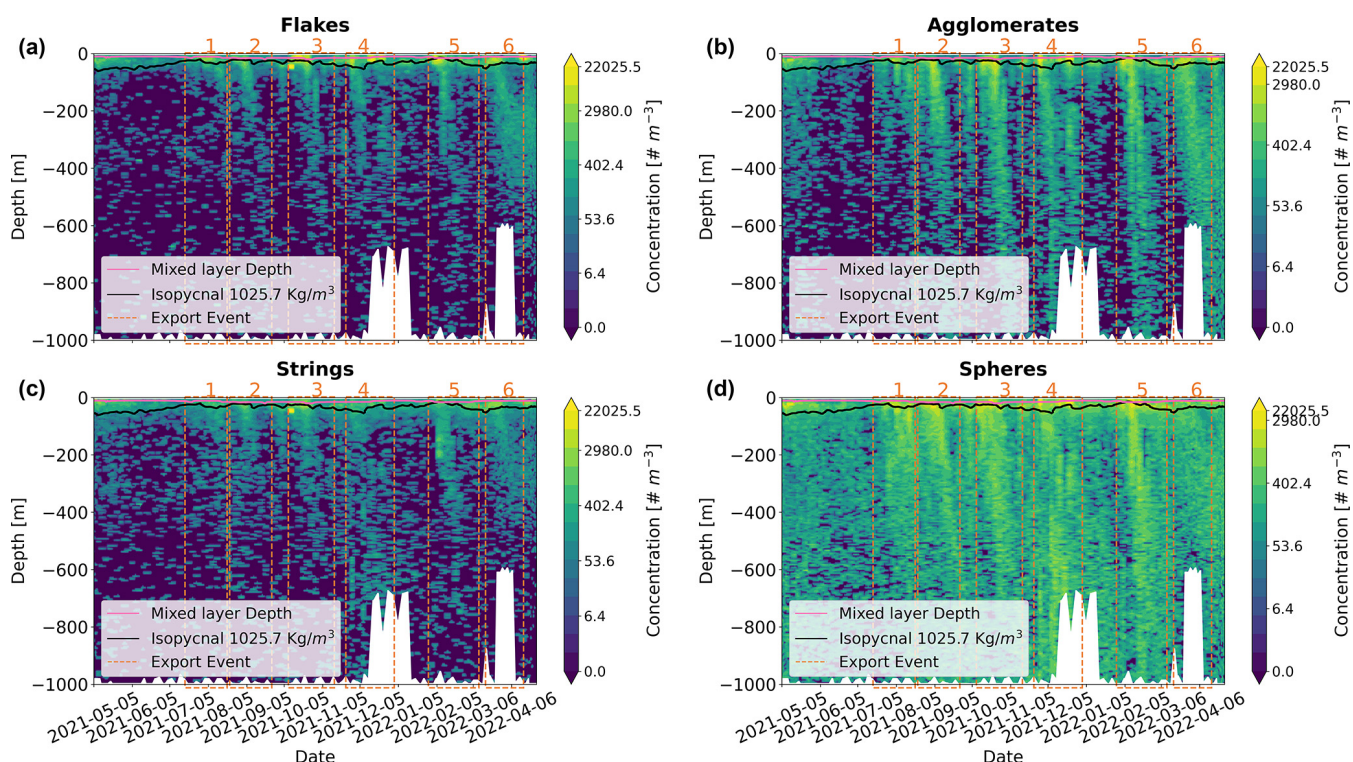 Flakes
(a)
1 2 3 4 5 6
0
−200
−400
−600
−800
−1000
Depth [m]
Mixed layer Depth
Isopycnal 1025.7 Kg/m³
Export Event
22025.5
2980.0
402.4
53.6
6.4
0.0
Concentration [# m⁻³]
Agglomerates
(b)
1 2 3 4 5 6
0
−200
−400
−600
−800
−1000
Depth [m]
Mixed layer Depth
Isopycnal 1025.7 Kg/m³
Export Event
22025.5
2980.0
402.4
53.6
6.4
0.0
Concentration [# m⁻³]
Strings
(c)
1 2 3 4 5 6
0
−200
−400
−600
−800
−1000
Depth [m]
Mixed layer Depth
Isopycnal 1025.7 Kg/m³
Export Event
2021-05-05
2021-06-05
2021-07-05
2021-08-05
2021-09-05
2021-10-05
2021-11-05
2021-12-05
2022-01-05
2022-02-05
2022-03-06
2022-04-06
Date
22025.5
2980.0
402.4
53.6
6.4
0.0
Concentration [# m⁻³]
Spheres
(d)
1 2 3 4 5 6
0
−200
−400
−600
−800
−1000
Depth [m]
Mixed layer Depth
Isopycnal 1025.7 Kg/m³
Export Event
2021-05-05
2021-06-05
2021-07-05
2021-08-05
2021-09-05
2021-10-05
2021-11-05
2021-12-05
2022-01-05
2022-02-05
2022-03-06
2022-04-06
Date
22025.5
2980.0
402.4
53.6
6.4
0.0
Concentration [# m⁻³]